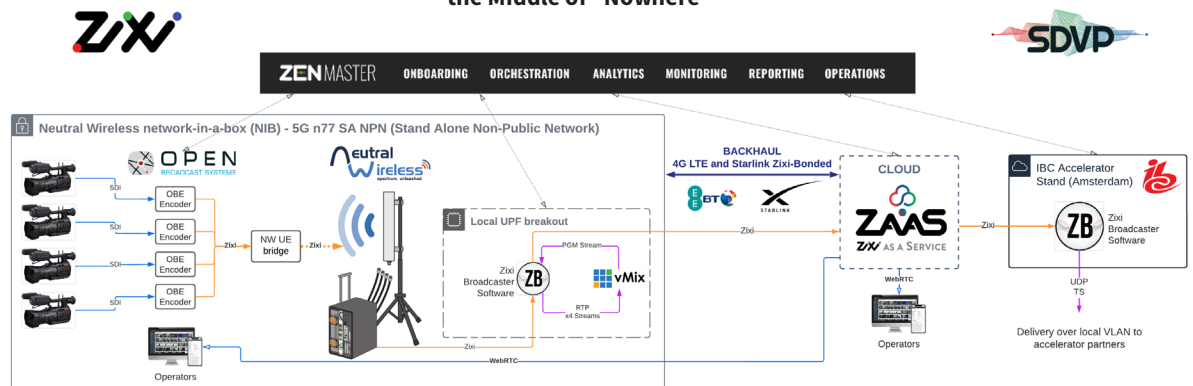 the Middle of "Nowhere"
ZiXi
SDVP
ZENMASTER ONBOARDING ORCHESTRATION ANALYTICS MONITORING REPORTING OPERATIONS
Neutral Wireless network-in-a-box (NIB) - 5G n77 SA NPN (Stand Alone Non-Public Network)
OPEN
BROADCAST SYSTEMS
SDI
OBE
Encoder
SDI
OBE
Encoder
SDI
OBE
Encoder
SDI
OBE
Encoder
Zixi
NW UE
bridge
Zixi
Neutral
Wireless
spectrum, unleashed
Local UPF breakout
Zixi
Broadcaster
Software
ZB
PGM Stream
vMix
RTP
x4 Streams
Zixi
Zixi
WebRTC
Operators
BACKHAUL
4G LTE and Starlink Zixi-Bonded
EE
BT
STARLINK
CLOUD
ZAAS
ZiXi AS A SERVICE
WebRTC
Operators
Zixi
IBC Accelerator
Stand (Amsterdam)
IBC
ZB
Zixi
Broadcaster
Software
UDP
TS
Delivery over local VLAN to
accelerator partners